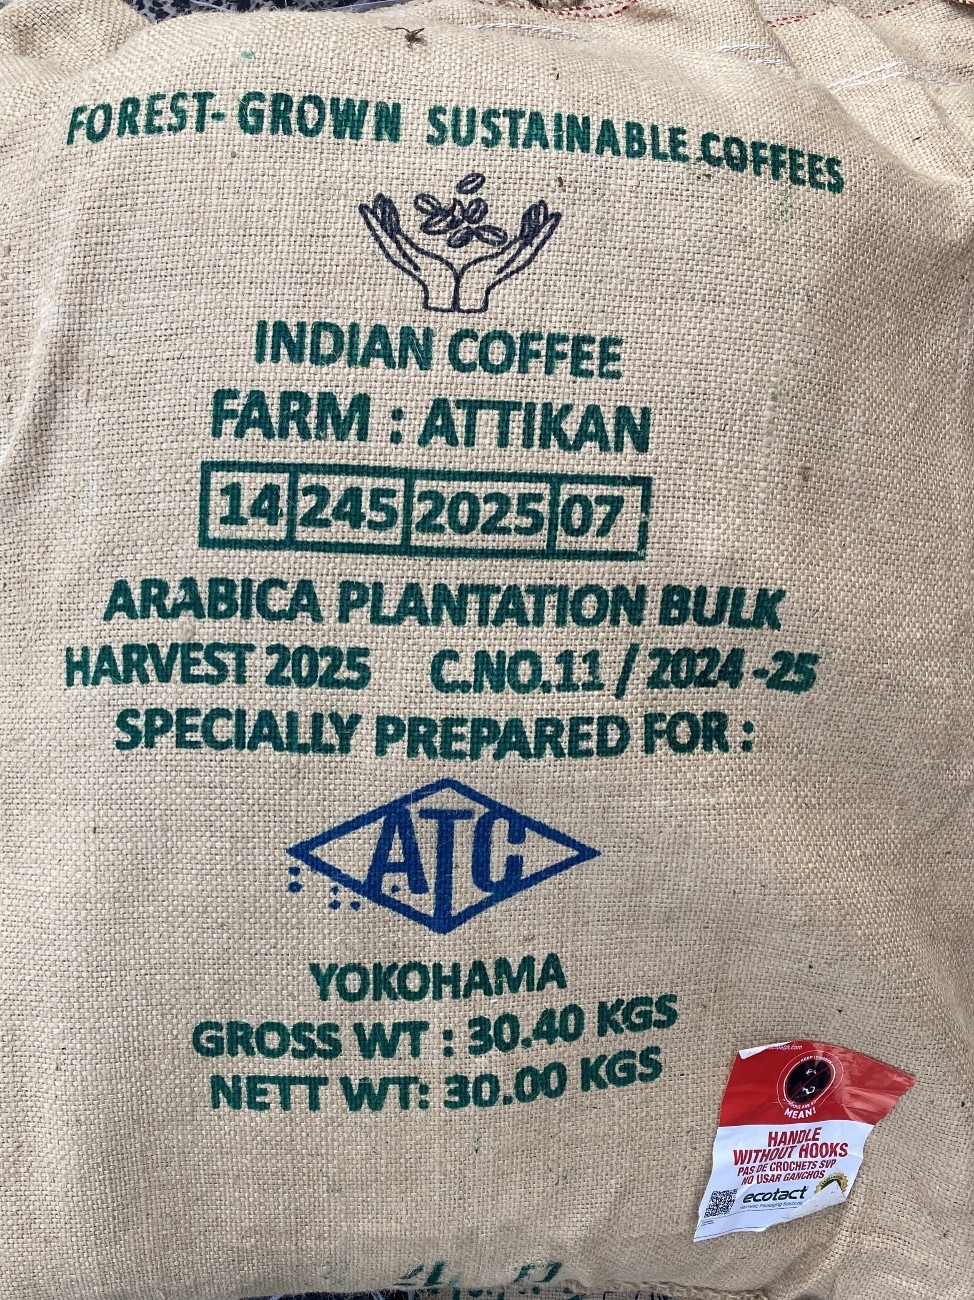 FOREST-GROWN SUSTAINABLE COFFEES
INDIAN COFFEE
FARM : ATTIKAN
14 245 2025 07
ARABICA PLANTATION BULK
HARVEST 2025 C.NO.11 / 2024 -25
SPECIALLY PREPARED FOR :
ATC
YOKOHAMA
GROSS WT : 30.40 KGS
NETT WT: 30.00 KGS
MEAN!
HANDLE
WITHOUT HOOKS
PAS DE CROCHETS SVP
NO USAR GANCHOS
ecotact